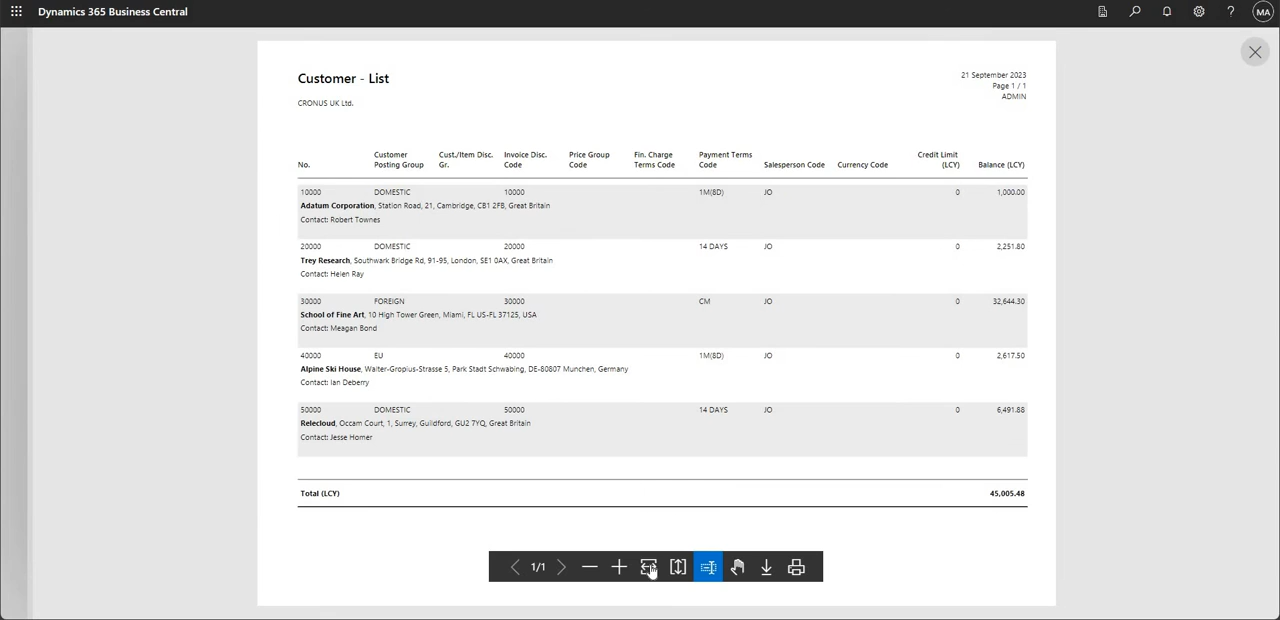 Dynamics 365 Business Central
?
MA
Customer - List
21 September 2023
Page 1 / 1
CRONUS UK Ltd.
ADMIN
Customer Cust./Item Disc. Invoice Disc. Price Group Fin. Charge Payment Terms Credit Limit
No. Posting Group Gr. Code Code Terms Code Code Salesperson Code Currency Code (LCY) Balance (LCY)
10000 DOMESTIC 10000 1M(8D) JO 0 1,000.00
Adatum Corporation, Station Road, 21, Cambridge, CB1 2FB, Great Britain
Contact: Robert Townes
20000 DOMESTIC 20000 14 DAYS JO 0 2,251.80
Trey Research, Southwark Bridge Rd, 91-95, London, SE1 0AX, Great Britain
Contact: Helen Ray
30000 FOREIGN 30000 CM JO 0 32,644.30
School of Fine Art, 10 High Tower Green, Miami, FL US-FL 37125, USA
Contact: Meagan Bond
40000 EU 40000 1M(8D) JO 0 2,617.50
Alpine Ski House, Walter-Gropius-Strasse 5, Park Stadt Schwabing, DE-80807 Munchen, Germany
Contact: Ian Deberry
50000 DOMESTIC 50000 14 DAYS JO 0 6,491.88
Relecloud, Occam Court, 1, Surrey, Guildford, GU2 7YQ, Great Britain
Contact: Jesse Homer
Total (LCY) 45,005.48
1/1